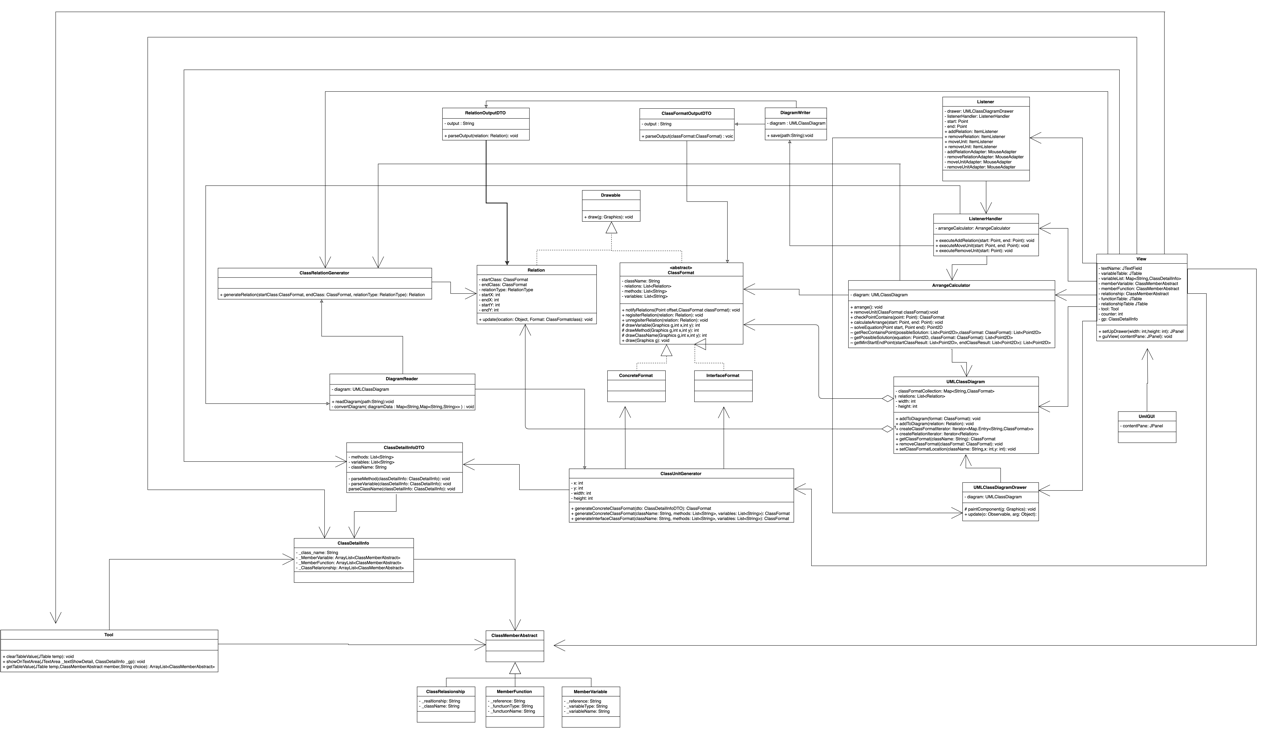 RelationOutputDTO
- output : String
+ parseOutput(relation: Relation): void
ClassFormatOutputDTO
- output : String
+ parseOutput(classFormat:ClassFormat) : voic
DiagramWriter
- diagram : UMLClassDiagram
+ save(path:String):void
Listener
- drawer: UMLClassDiagramDrawer
- listenerHandler: ListenerHandler
- start: Point
- end: Point
+ addRelation: ItemListener
+ removeRelation: ItemListener
+ moveUnit: ItemListener
+ removeUnit: ItemListener
- addRelationAdapter: MouseAdapter
- removeRelationAdapter: MouseAdapter
- moveUnitAdapter: MouseAdapter
- removeUnitAdapter: MouseAdapter
Drawable
+ draw(g: Graphics): void
ListenerHandler
- arrangeCalculator: ArrangeCalculator
+ executeAddRelation(start: Point, end: Point): void
+ executeMoveUnit(start: Point, end: Point): void
+ executeRemoveUnit(start: Point): void
View
- textName: JTextField
- variableTable: JTable
- variableList: Map<String,ClassDetailInfo>
- memberVariable: ClassMemberAbstract
- memberFunction: ClassMemberAbstract
- relationship: ClassMemberAbstract
- functionTable: JTable
- relationshipTable JTable
- tool: Tool
- counter: int
- gp: ClassDetailInfo
+ setUpDrawer(width: int,height: int): JPanel
+ guiView( contentPane: JPanel): void
ClassRelationGenerator
+ generateRelation(startClass:ClassFormat, endClass: ClassFormat, relationType: RelationType): Relation
Relation
- startClass: ClassFormat
- endClass: ClassFormat
- relationType: RelationType
- startX: int
- endX: int
- startY: int
- endY: int
+ update(location: Object, Format: ClassFormatclass): void
<abstract>
ClassFormat
- className: String
- relations: List<Relation>
- methods: List<String>
- variables: List<String>
+ notifyRelations(Point offset,ClassFormat classFormat): void
+ regisiterRelation(relation: Relation): void
+ unregisiterRelation(relation: Relation): void
# drawVariable(Graphics g,int x,int y): int
# drawMethod(Graphics g,int x,int y): int
# drawClassName(Graphics g,int x,int y): int
+ draw(Graphics g): void
ArrangeCalculator
- diagram: UMLClassDiagram
+ arrange(): void
+ removeUnit(ClassFormat classFormat): void
+ checkPointContains(point: Point): ClassFormat
~ calculateArrange(start: Point, end: Point): void
~ solveEquation(Point start, Point end): Point2D
~ getRecContainsPoint(possibleSolution: List<Point2D>,classFormat: ClassFormat): List<Point2D>
~ getPossibleSolution(equation: Point2D, classFormat: ClassFormat): List<Point2D>
~ getMinStartEndPoint(startClassResult: List<Point2D>, endClassResult: List<Point2D>): List<Point2D>
ConcreteFormat
InterfaceFormat
DiagramReader
- diagram: UMLClassDiagram
+ readDiagram(path:String):void
- convertDiagram( diagramData : Map<String,Map<String,String>> ) : void
UMLClassDiagram
- classFormatCollection: Map<String,ClassFormat>
- relations: List<Relation>
- width: int
- height: int
+ addToDiagram(format: ClassFormat): void
+ addToDiagram(relation: Relation): void
+ createClassFormatIterator: Iterator<Map.Entry<String,ClassFormat>>
+ createRelationIterator: Iterator<Relation>
+ getClassFormat(className: String): ClassFormat
+ removeClassFormat(classFormat: ClassFormat): void
+ setClassFormatLocation(className:String,x: int,y: int): void
UmlGUI
- contentPane: JPanel
ClassDetailInfoDTO
- methods: List<String>
- variables: List<String>
- className: String
- parseMethod(classDetailInfo: ClassDetailInfo): void
- parseVariable(classDetailInfo: ClassDetailInfo): void
parseClassName(classDetailInfo: ClassDetailInfo): void
ClassUnitGenerator
- x: int
- y: int
- width: int
- height: int
+ generateConcreteClassFormat(dto: ClassDetailInfoDTO): ClassFormat
+ generateConcreteClassFormat(className: String, methods: List<String>, variables: List<String>): ClassFormat
+ generateInterfaceClassFormat(className: String, methods: List<String>, variables: List<String>): ClassFormat
UMLClassDiagramDrawer
- diagram: UMLClassDiagram
# paintComponent(g: Graphics): void
+ update(o: Observable, arg: Object):
ClassDetailInfo
- _class_name: String
- _MemberVariable: ArrayList<ClassMemberAbstract>
- _MemberFunction: ArrayList<ClassMemberAbstract>
- _ClassRelarionship: ArrayList<ClassMemberAbstract>
Tool
+ clearTableValue(JTable temp): void
+ showOnTextArea(JTextArea _textShowDetail, ClassDetailInfo _gp): void
+ getTableValue(JTable temp,ClassMemberAbstract member,String choice): ArrayList<ClassMemberAbstract>
ClassMemberAbstract
ClassRelasionship
- _realtionship: String
- _className: String
MemberFunction
- _reference: String
- _functuionType: String
- _functuionName: String
MemberVariable
- _reference: String
- _variableType: String
- _variableName: String